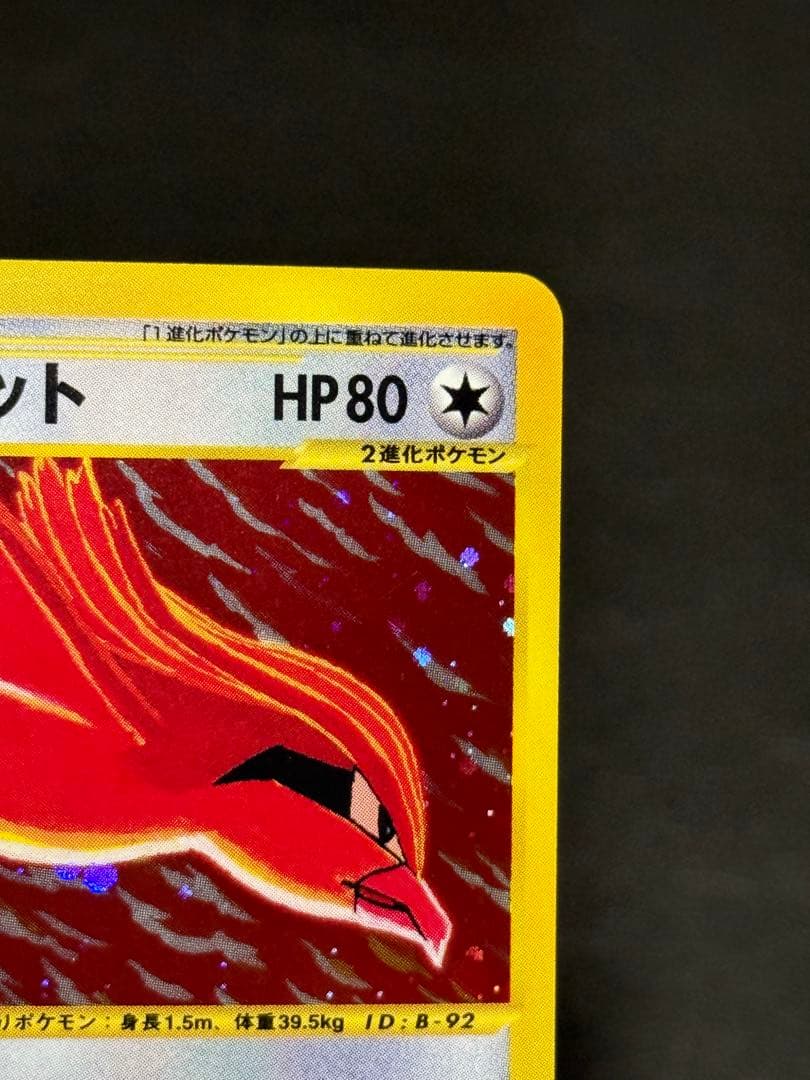 「1進化ポケモン」の上に重ねて進化させます。
ット HP80
2進化ポケモン
りポケモン：身長1.5m、体重39.5kg ID：B-92